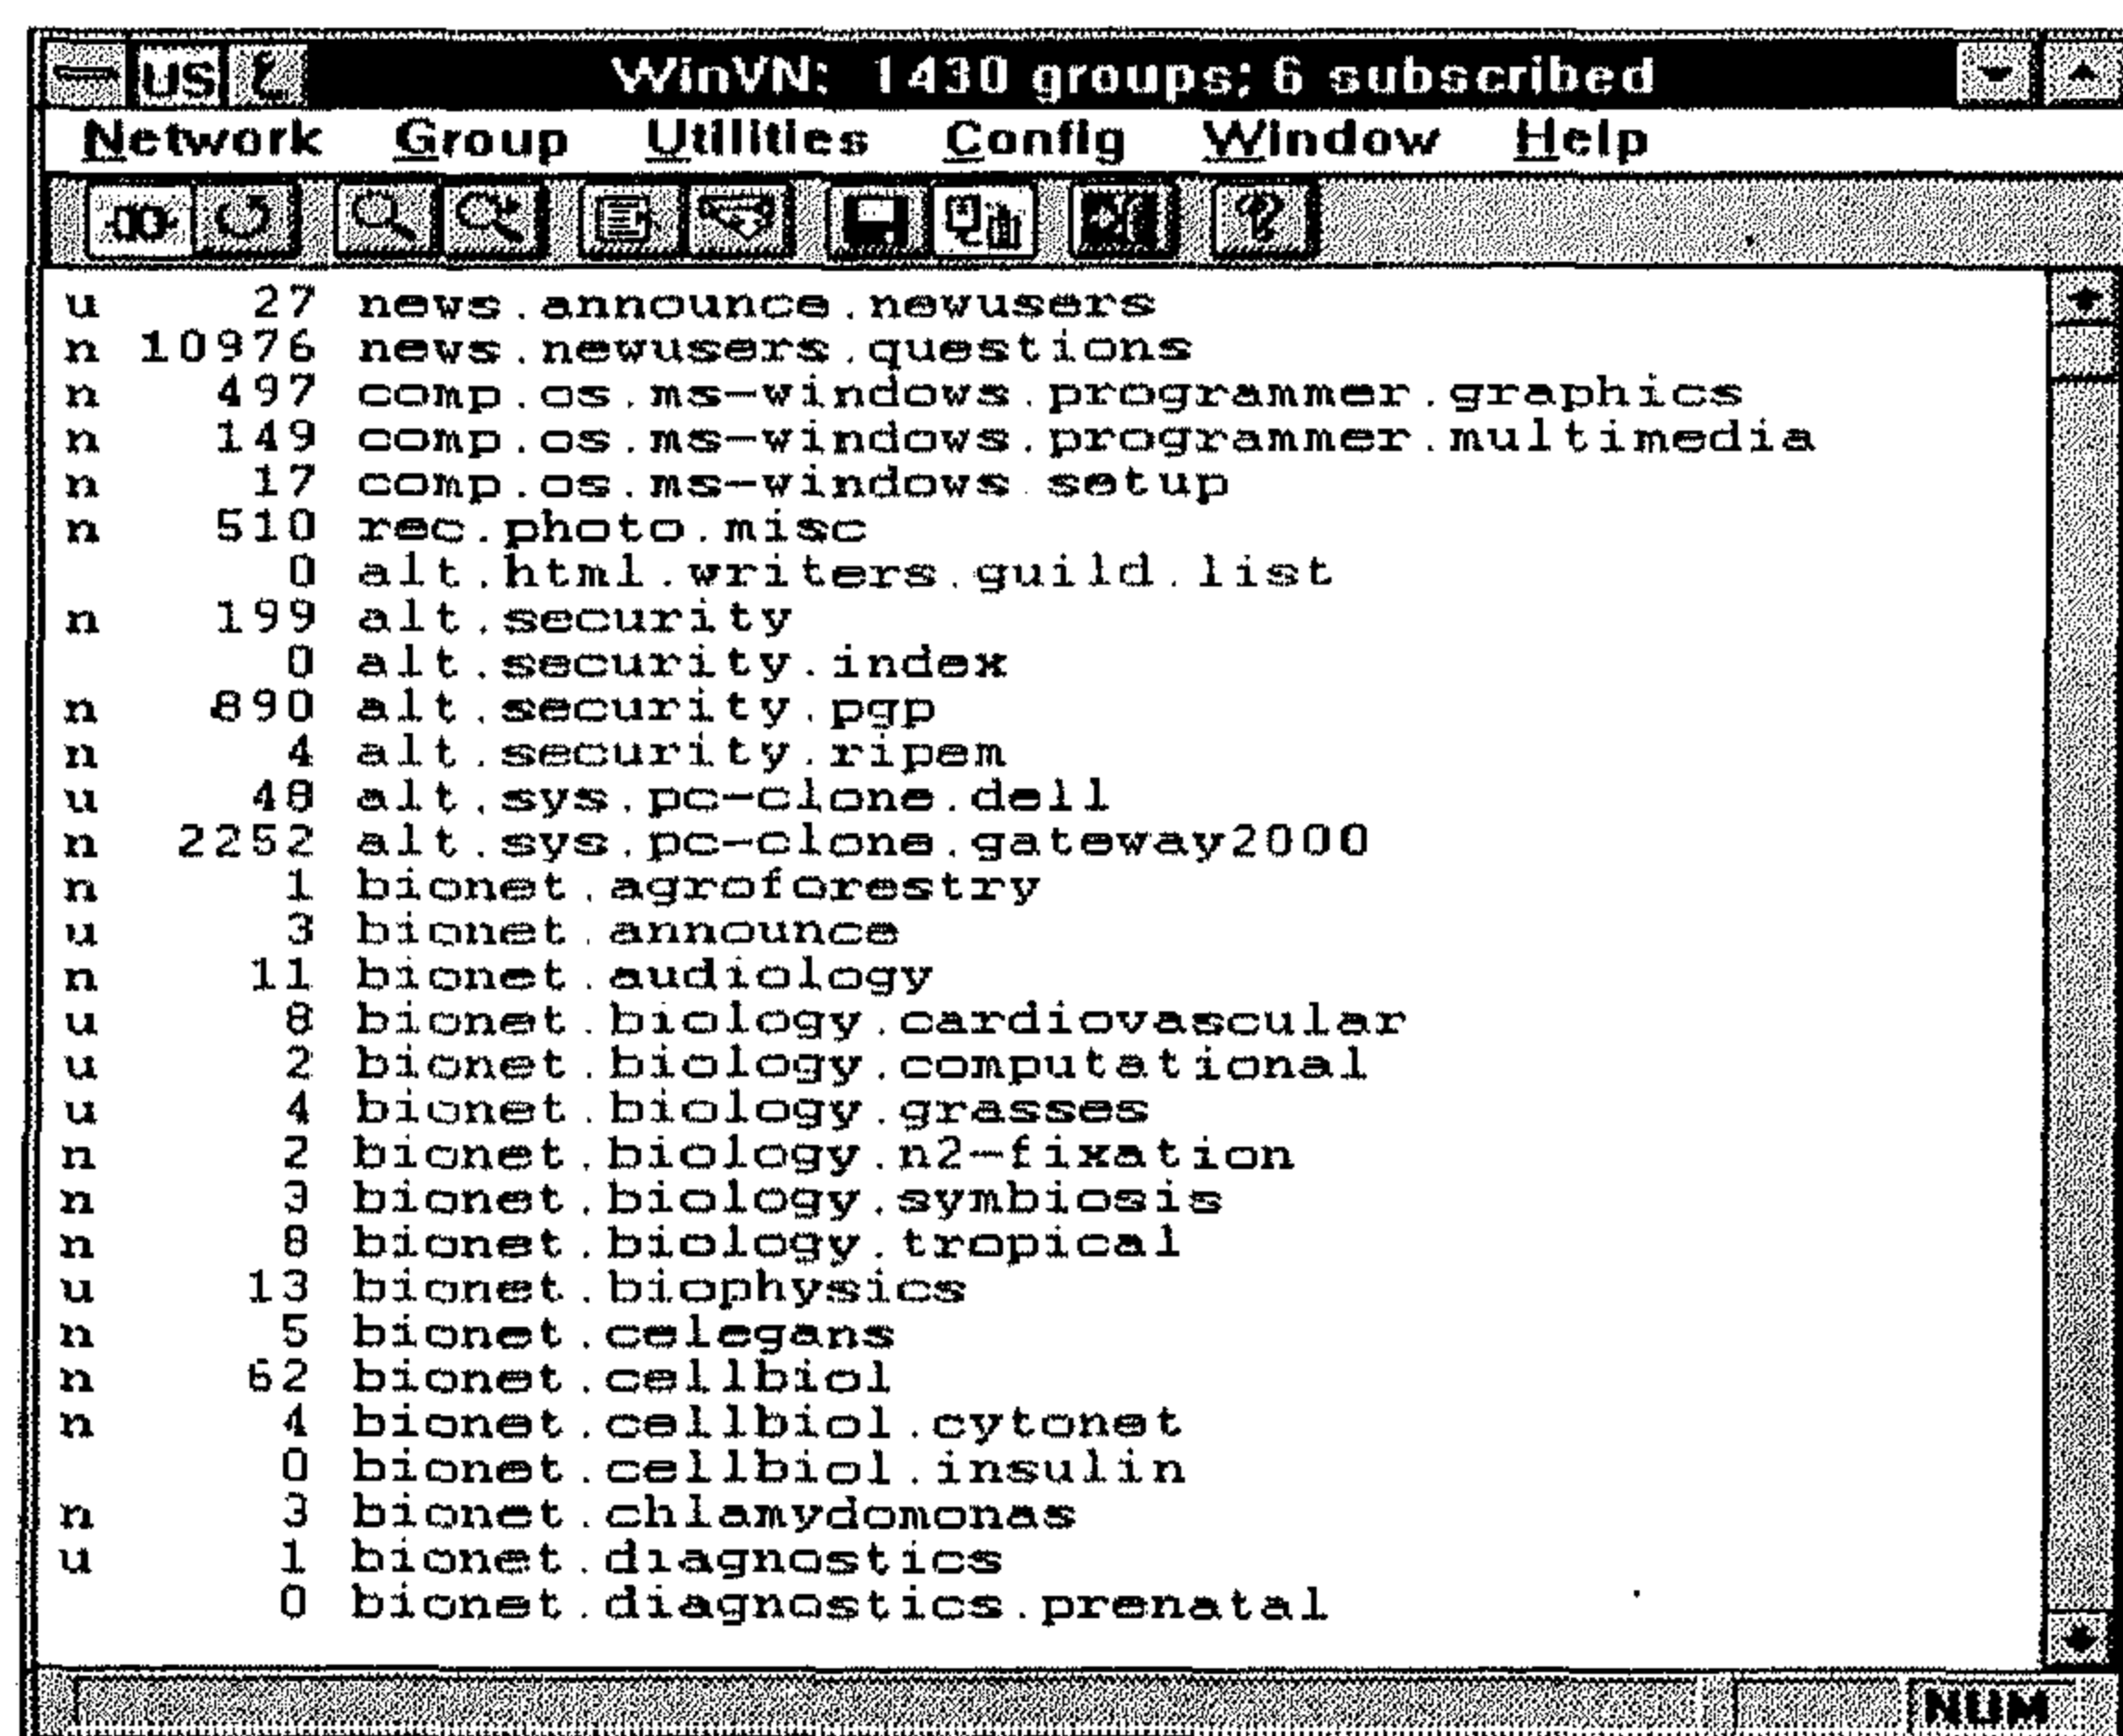 US WinVN: 1430 groups; 6 subscribed
Network Group Utilities Config Window Help
u 27 news.announce.newusers
n 10976 news.newusers.questions
n 497 comp.os.ms-windows.programmer.graphics
n 149 comp.os.ms-windows.programmer.multimedia
n 17 comp.os.ms-windows.setup
n 510 rec.photo.misc
0 alt.html.writers.guild.list
n 199 alt.security
0 alt.security.index
n 890 alt.security.pgp
n 4 alt.security.ripem
u 48 alt.sys.pc-clone.dell
n 2252 alt.sys.pc-clone.gateway2000
n 1 bionet.agroforestry
u 3 bionet.announce
n 11 bionet.audiology
u 8 bionet.biology.cardiovascular
u 2 bionet.biology.computational
u 4 bionet.biology.grasses
n 2 bionet.biology.n2-fixation
n 3 bionet.biology.symbiosis
n 8 bionet.biology.tropical
u 13 bionet.biophysics
n 5 bionet.celegans
n 62 bionet.cellbiol
n 4 bionet.cellbiol.cytonet
0 bionet.cellbiol.insulin
n 3 bionet.chlamydomonas
u 1 bionet.diagnostics
0 bionet.diagnostics.prenatal
NUM